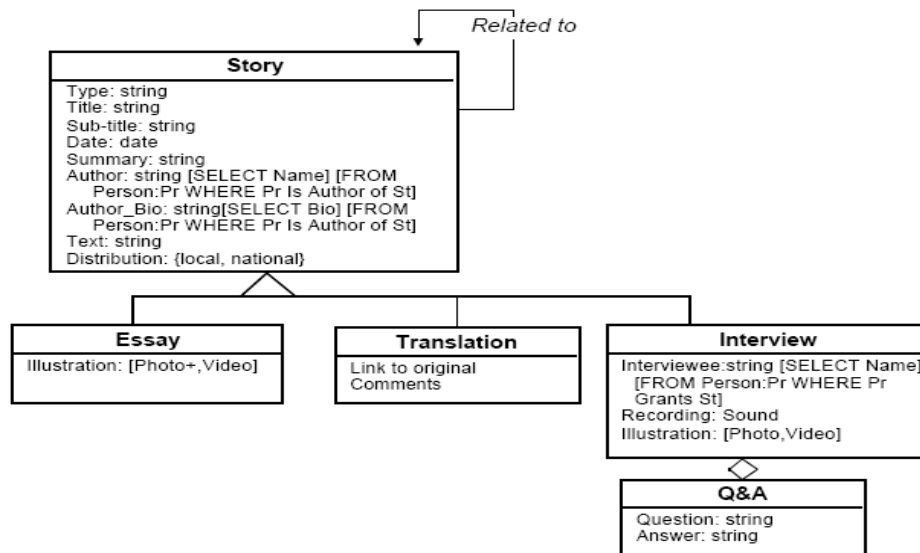 Related to
Story
Type: string
Title: string
Sub-title: string
Date: date
Summary: string
Author: string [SELECT Name] [FROM
Person:Pr WHERE Pr Is Author of St]
Author_Bio: string[SELECT Bio] [FROM
Person:Pr WHERE Pr Is Author of St]
Text: string
Distribution: {local, national}
Essay
Illustration: [Photo+,Video]
Translation
Link to original
Comments
Interview
Interviewee:string [SELECT Name]
[FROM Person:Pr WHERE Pr
Grants St]
Recording: Sound
Illustration: [Photo,Video]
Q&A
Question: string
Answer: string